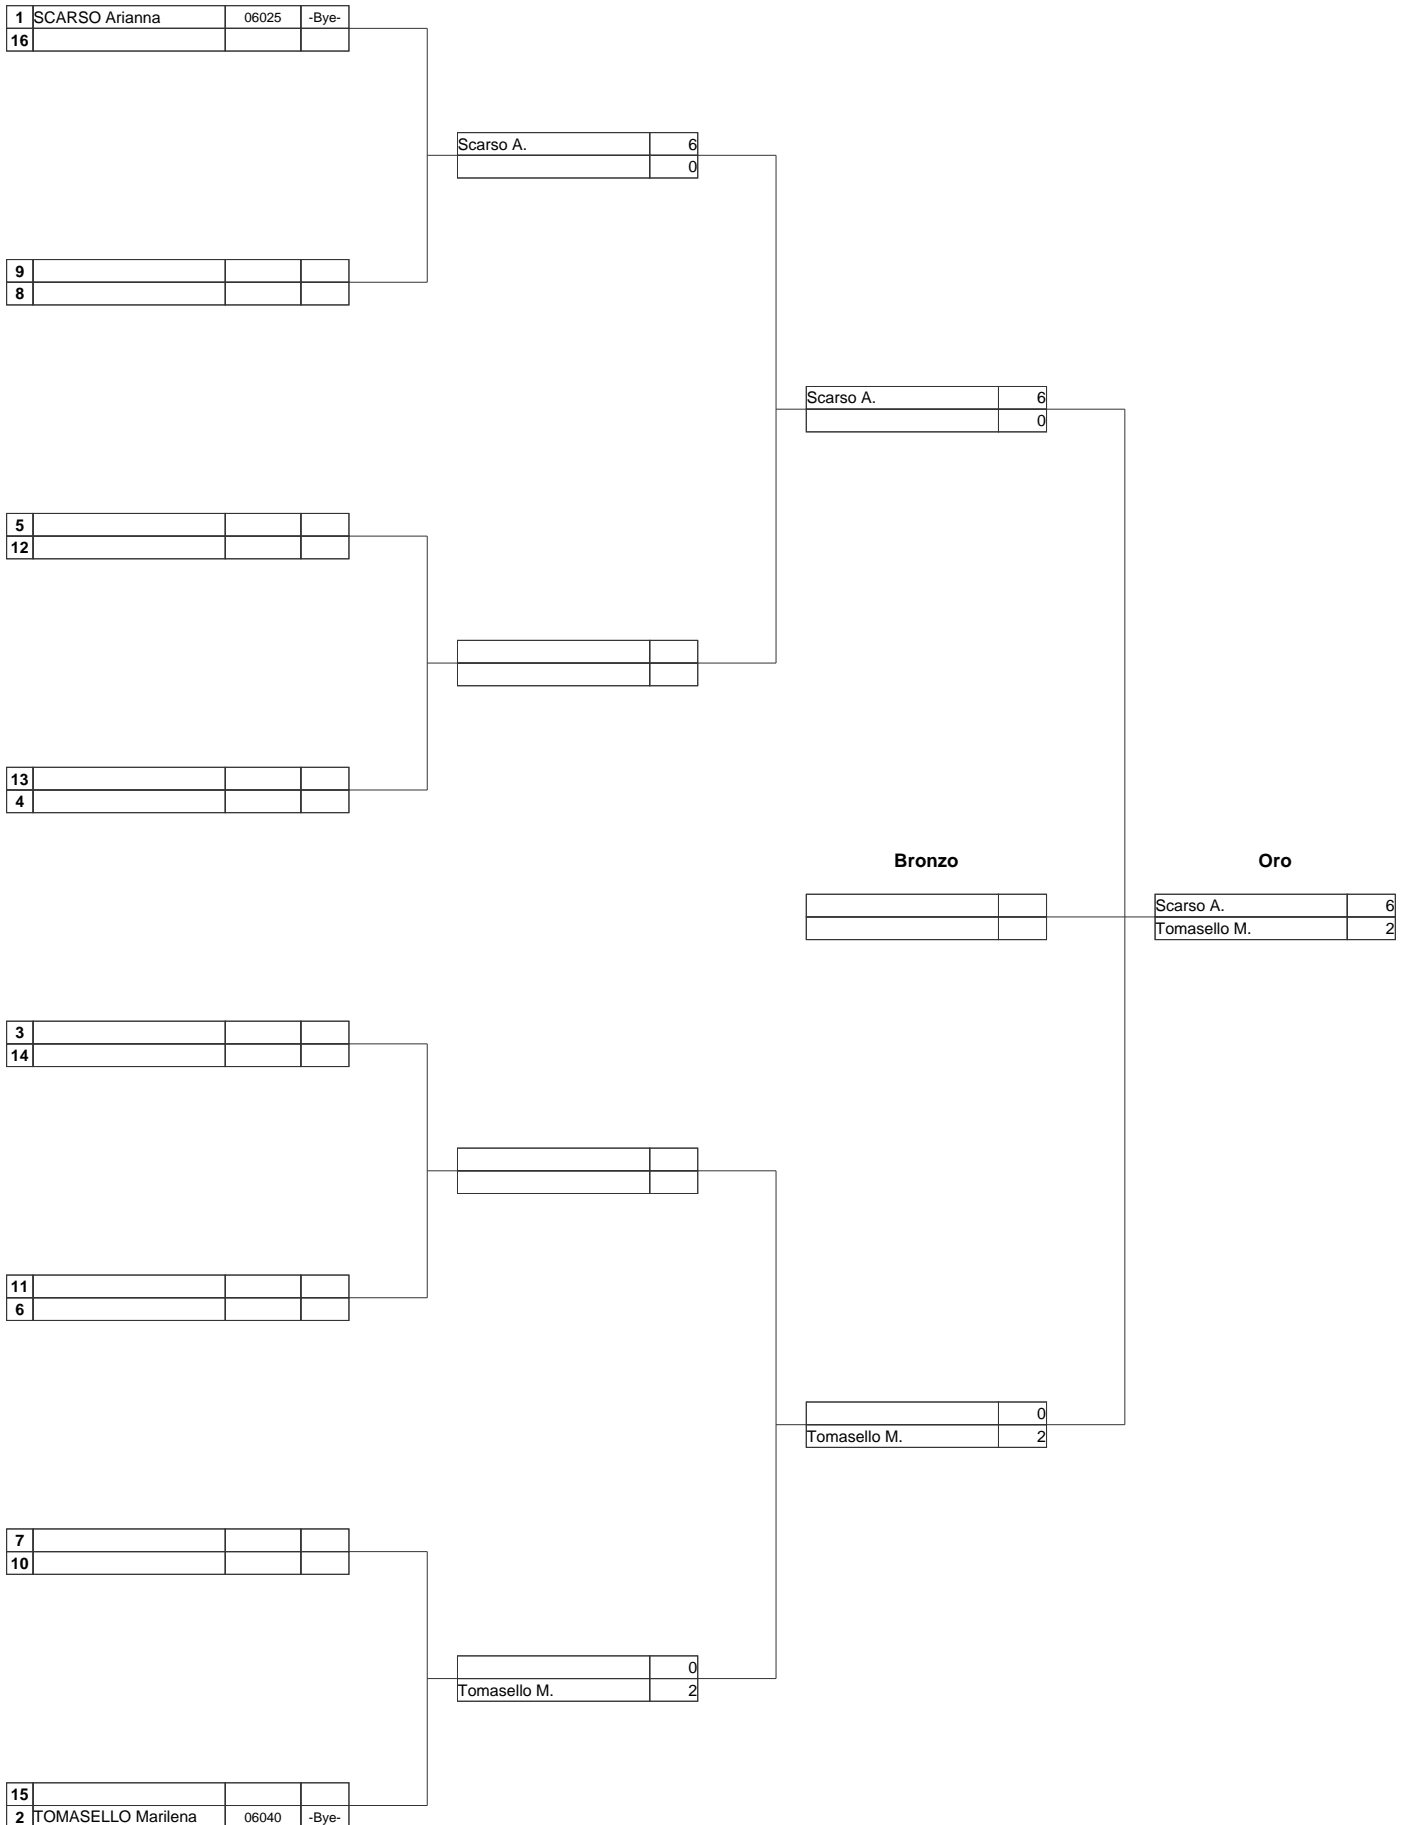 1 SCARSO Arianna 06025 -Bye-
16
Scarso A. 6
0
9
8
Scarso A. 6
0
5
12
13
4
Bronzo Oro
Scarso A. 6
Tomasello M. 2
3
14
11
6
0
Tomasello M. 2
7
10
0
Tomasello M. 2
15
2 TOMASELLO Marilena 06040 -Bye-